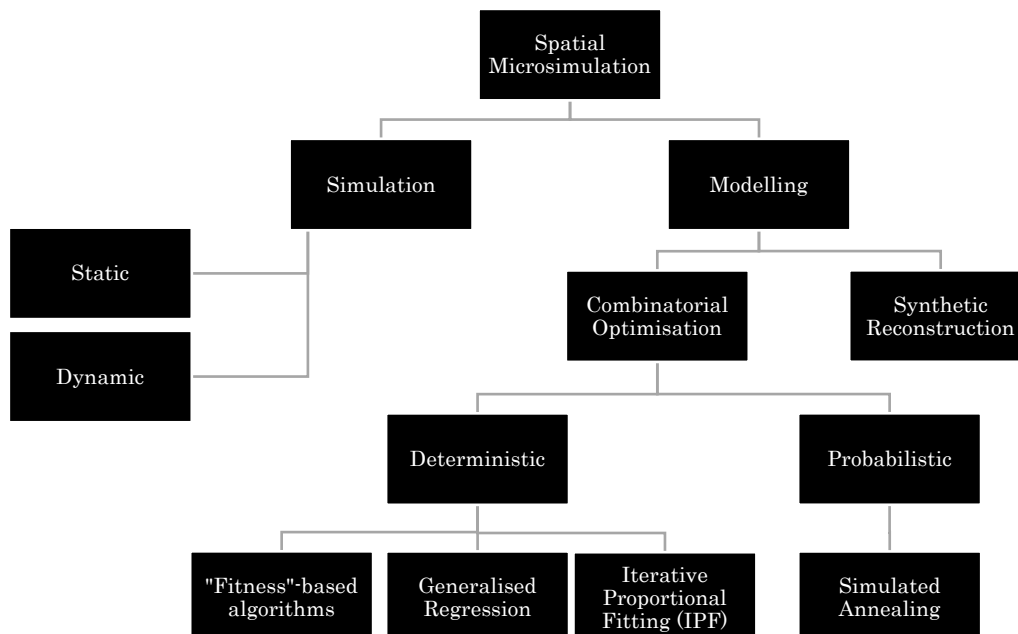 Spatial
Microsimulation
Simulation
Modelling
Static
Dynamic
Combinatorial
Optimisation
Synthetic
Reconstruction
Deterministic
Probabilistic
"Fitness"-based
algorithms
Generalised
Regression
Iterative
Proportional
Fitting (IPF)
Simulated
Annealing